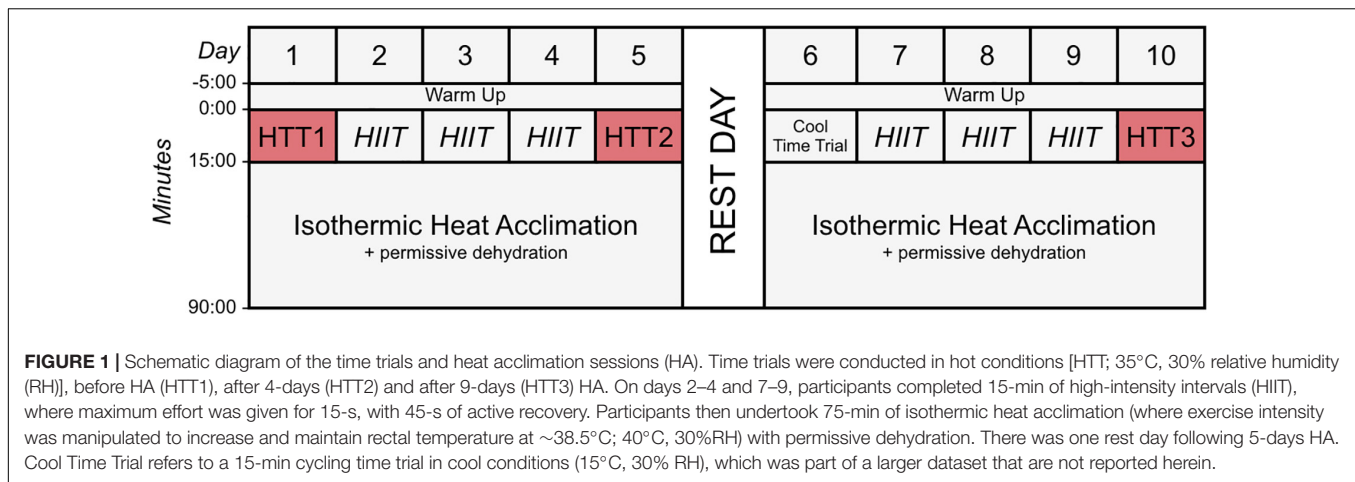 Day 1 2 3 4 5 6 7 8 9 10
-5:00
Warm Up Warm Up
0:00
HTT1 HIIT HIIT HIIT HTT2 Cool Time Trial HIIT HIIT HIIT HTT3
15:00
Minutes
Isothermic Heat Acclimation
+ permissive dehydration
REST DAY
Isothermic Heat Acclimation
+ permissive dehydration
90:00
FIGURE 1 | Schematic diagram of the time trials and heat acclimation sessions (HA). Time trials were conducted in hot conditions [HTT; 35°C, 30% relative humidity
(RH)], before HA (HTT1), after 4-days (HTT2) and after 9-days (HTT3) HA. On days 2–4 and 7–9, participants completed 15-min of high-intensity intervals (HIIT),
where maximum effort was given for 15-s, with 45-s of active recovery. Participants then undertook 75-min of isothermic heat acclimation (where exercise intensity
was manipulated to increase and maintain rectal temperature at ~38.5°C; 40°C, 30%RH) with permissive dehydration. There was one rest day following 5-days HA.
Cool Time Trial refers to a 15-min cycling time trial in cool conditions (15°C, 30% RH), which was part of a larger dataset that are not reported herein.